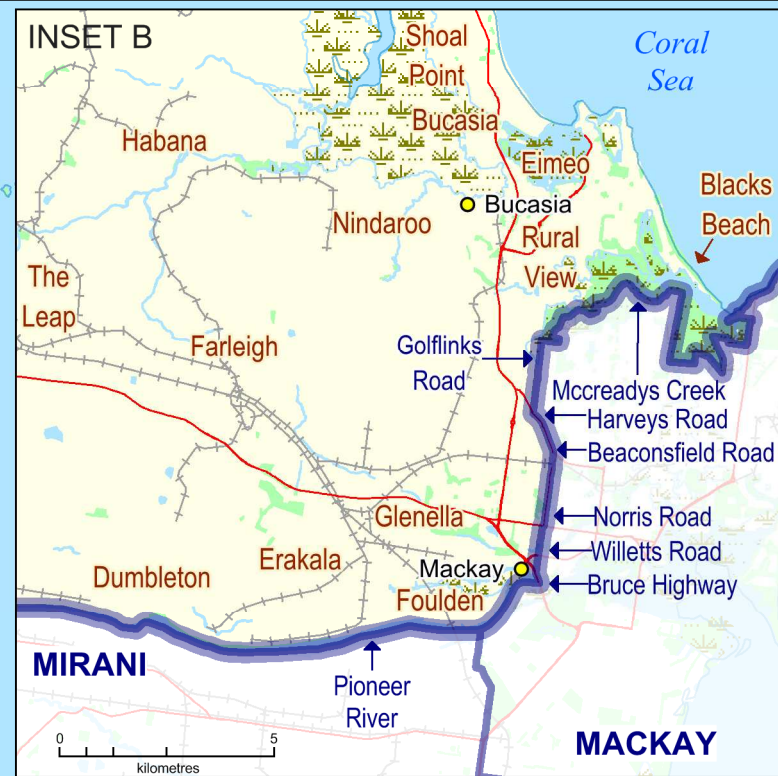 INSET B
Shoal
Point
Coral
Sea
Bucasia
Habana
Eimeo
Blacks
Beach
Bucasia
Nindaroo
Rural
View
The
Leap
Farleigh
Golflinks
Road
Mccreadys Creek
Harveys Road
Beaconsfield Road
Glenella
Norris Road
Willetts Road
Erakala
Mackay
Dumbleton
Foulden
Bruce Highway
MIRANI
Pioneer
River
MACKAY
0 5
kilometres